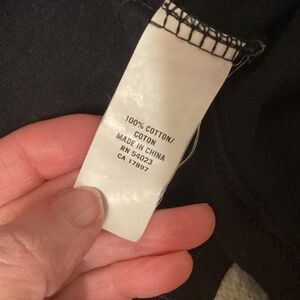 100% COTTON/
COTON
MADE IN CHINA
RN 54023
CA 17897